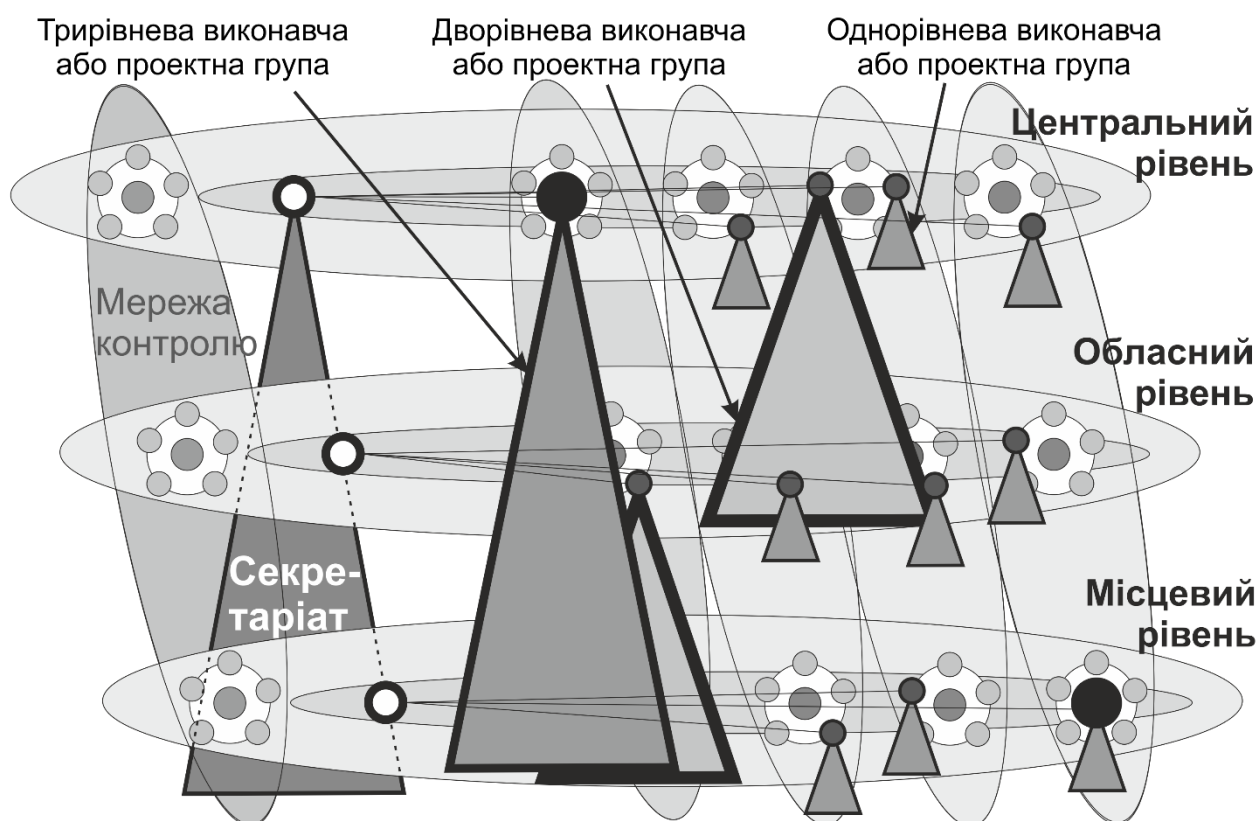 Трирівнева виконавча
або проектна група
Дворівнева виконавча
або проектна група
Однорівнева виконавча
або проектна група
Центральний
рівень
Мережа
контролю
Обласний
рівень
Секре-
таріат
Місцевий
рівень